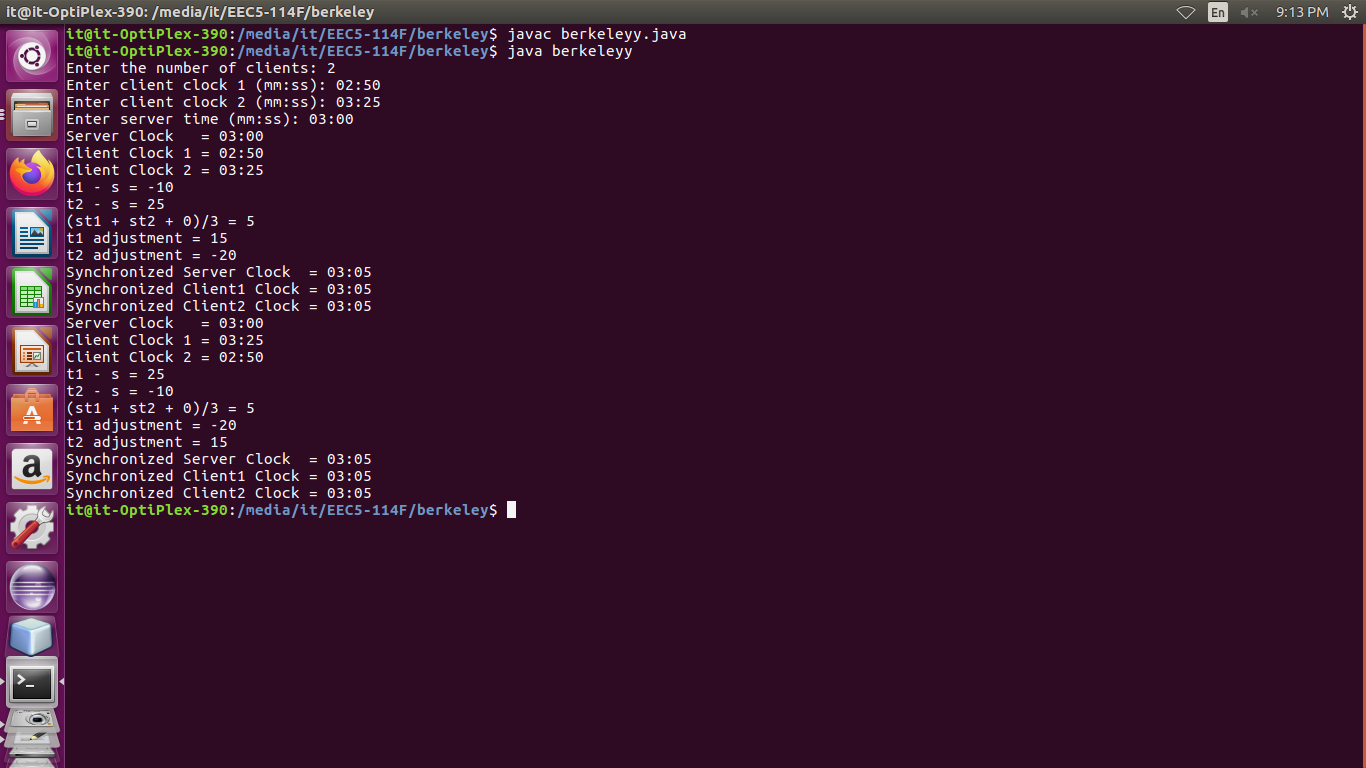 it@it-OptiPlex-390: /media/it/EEC5-114F/berkeley
En
9:13 PM
it@it-OptiPlex-390:/media/it/EEC5-114F/berkeley$ javac berkeleyy.java
it@it-OptiPlex-390:/media/it/EEC5-114F/berkeley$ java berkeleyy
Enter the number of clients: 2
Enter client clock 1 (mm:ss): 02:50
Enter client clock 2 (mm:ss): 03:25
Enter server time (mm:ss): 03:00
Server Clock   = 03:00
Client Clock 1 = 02:50
Client Clock 2 = 03:25
t1 - s = -10
t2 - s = 25
(st1 + st2 + 0)/3 = 5
t1 adjustment = 15
t2 adjustment = -20
Synchronized Server Clock  = 03:05
Synchronized Client1 Clock = 03:05
Synchronized Client2 Clock = 03:05
Server Clock   = 03:00
Client Clock 1 = 03:25
Client Clock 2 = 02:50
t1 - s = 25
t2 - s = -10
(st1 + st2 + 0)/3 = 5
t1 adjustment = -20
t2 adjustment = 15
Synchronized Server Clock  = 03:05
Synchronized Client1 Clock = 03:05
Synchronized Client2 Clock = 03:05
it@it-OptiPlex-390:/media/it/EEC5-114F/berkeley$